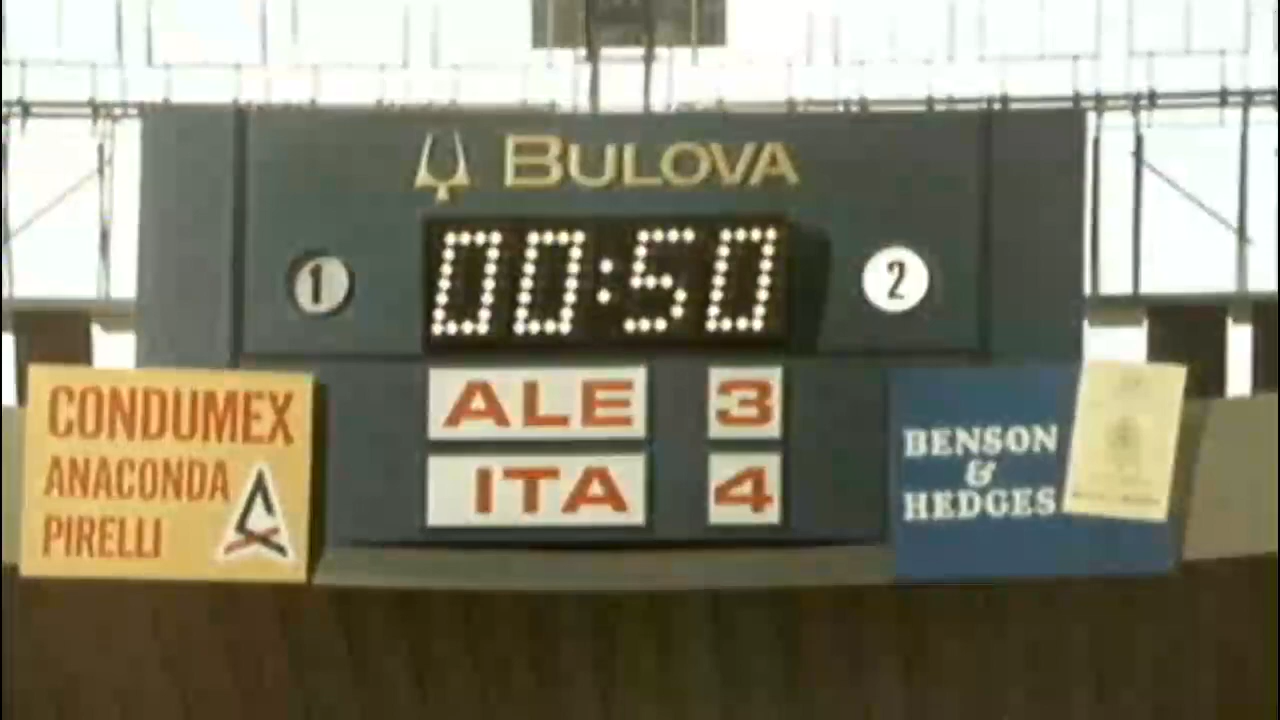 BULOVA
1
00:50
2
ALE 3
ITA 4
CONDUMEX
ANACONDA
PIRELLI
BENSON
&
HEDGES